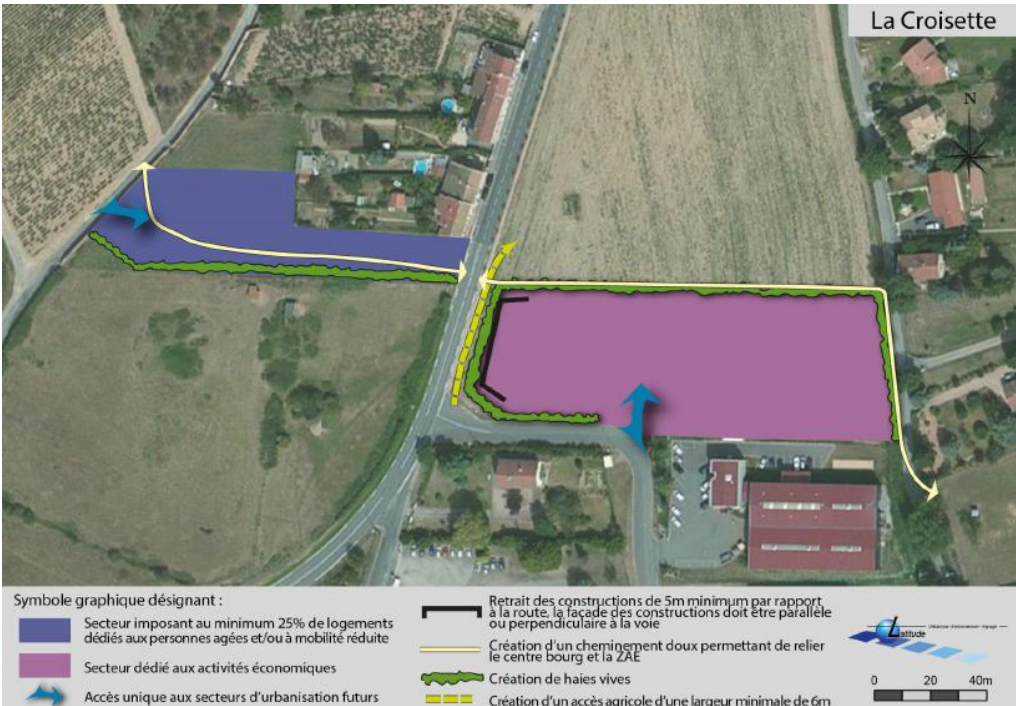 La Croisette
N
Symbole graphique désignant :
Secteur imposant au minimum 25% de logements
dédiés aux personnes agées et/ou à mobilité réduite
Secteur dédié aux activités économiques
Accès unique aux secteurs d'urbanisation futurs
Retrait des constructions de 5m minimum par rapport
à la route, la façade des constructions doit être parallèle
ou perpendiculaire à la voie
Création d'un cheminement doux permettant de relier
le centre bourg et la ZAE
Création de haies vives
Création d'un accès agricole d'une largeur minimale de 6m
Latitude
0 20 40m